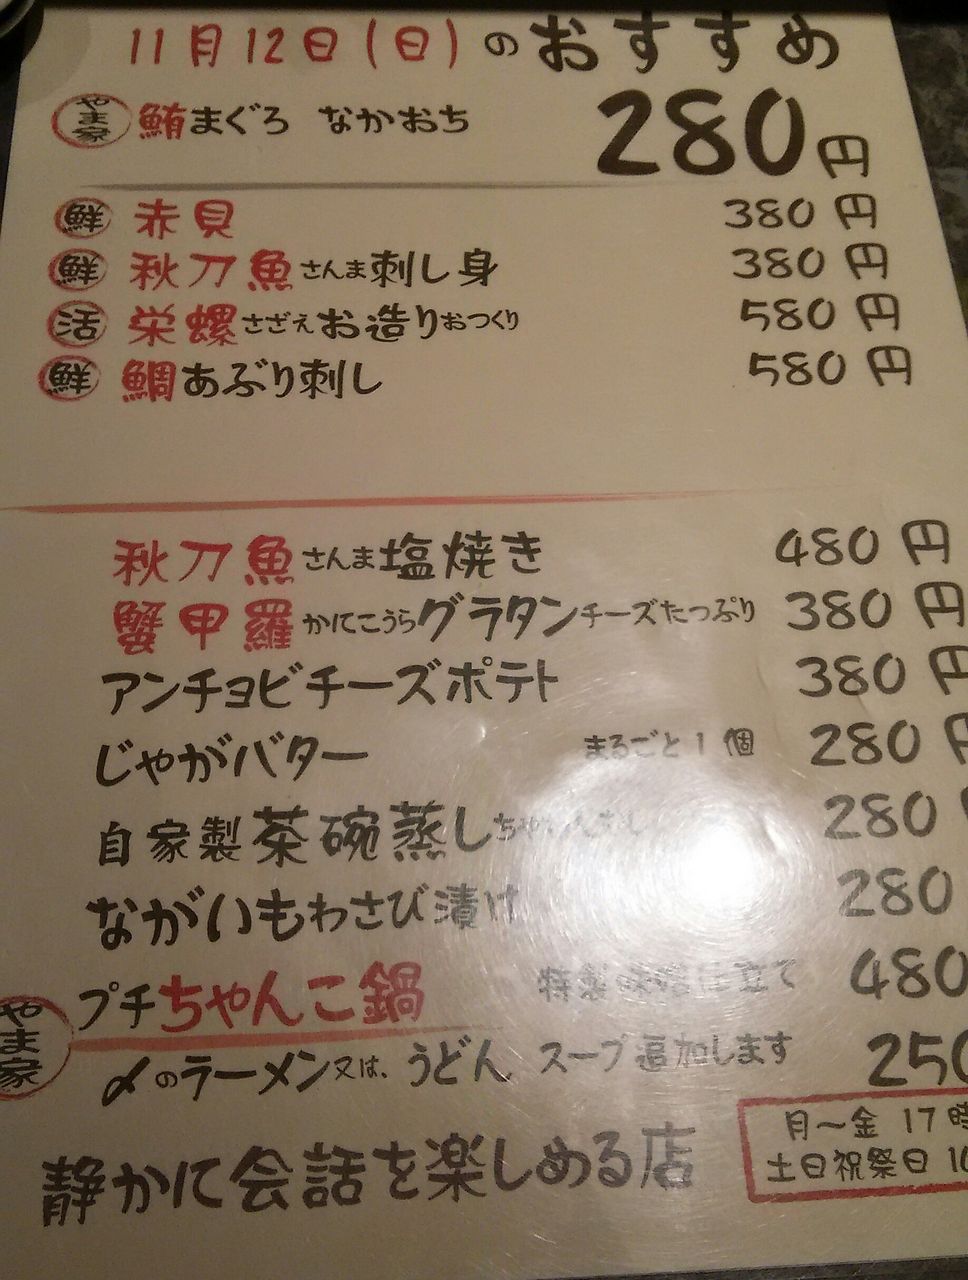 11月12日(日)のおすすめ
やま家 鮪まぐろ なかおち 280円
鮮 赤貝 380円
鮮 秋刀魚さんま刺し身 380円
活 栄螺さざえお造りおつくり 580円
鮮 鯛あぶり刺し 580円
秋刀魚さんま塩焼き 480円
蟹甲羅かにこうらグラタンチーズたっぷり 380円
アンチョビチーズポテト 380円
じゃがバター まるごと1個 280円
自家製茶碗蒸し 280
ながいもわさび漬け 280
やま家 プチちゃんこ鍋 特製味噌仕立て 480
〆のラーメン又は、うどん、スープ追加します 250
静かに会話を楽しめる店
月〜金 17時
土日祝祭日